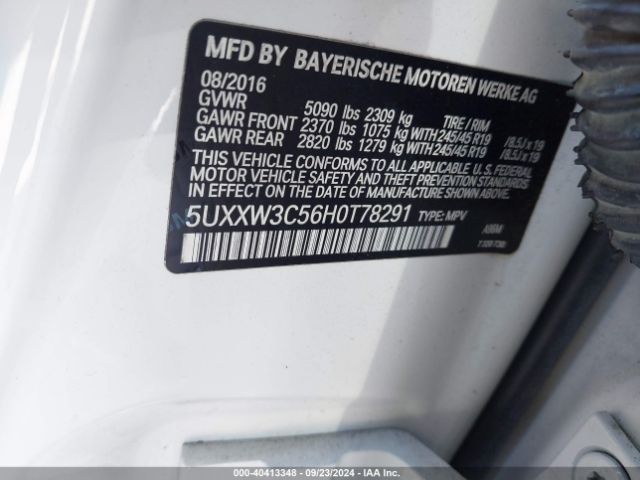 MFD BY BAYERISCHE MOTOREN WERKE AG
08/2016
GVWR 5090 lbs 2309 kg TIRE / RIM
GAWR FRONT 2370 lbs 1075 kg WITH 245/45 R19 /8.5J x 19
GAWR REAR 2820 lbs 1279 kg WITH 245/45 R19 /8.5J x 19
THIS VEHICLE CONFORMS TO ALL APPLICABLE U.S. FEDERAL
MOTOR VEHICLE SAFETY AND THEFT PREVENTION STANDARDS
IN EFFECT ON THE DATE OF MANUFACTURE SHOWN ABOVE.
5UXXW3C56H0T78291 TYPE: MPV
000-40413348 - 09/23/2024 - IAA Inc.